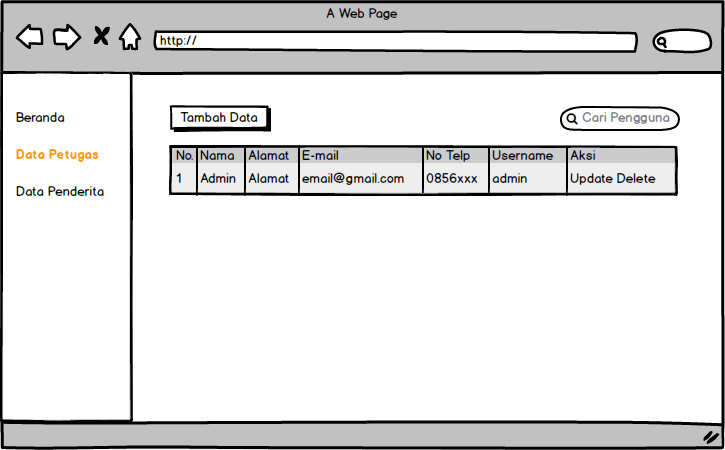 A Web Page
http://
Beranda
Data Petugas
Data Penderita
Tambah Data
Cari Pengguna
No. Nama Alamat E-mail No Telp Username Aksi
1 Admin Alamat email@gmail.com 0856xxx admin Update Delete